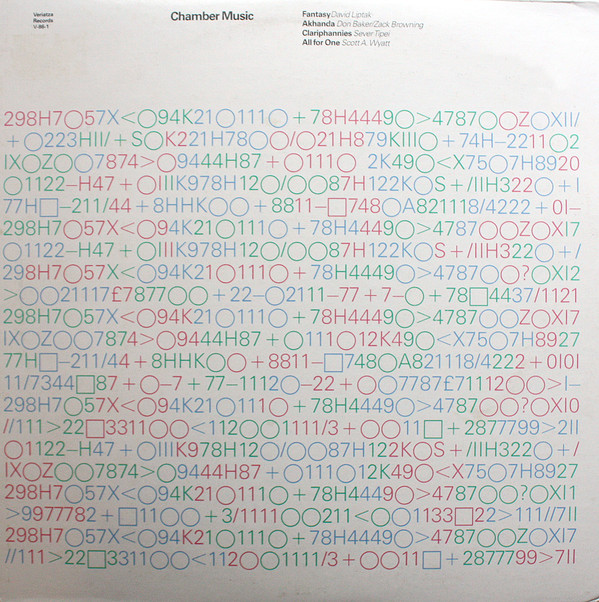 Veriatza
Records
V-86-1
Chamber Music
Fantasy David Liptak
Akhanda Don Baker/Zack Browning
Clariphannies Sever Tipei
All for One Scott A. Wyatt
298H7○57X<○94K21○111○+78H4449○>4787○○Z○XII/
+○223HII/+S○K221H78○○/○21H879KIII○+74H–2211○2
IX○Z○○7874>○9444H87+○111○ 2K49○<X75○7H8920
○1122–H47+○IIIK978H12○/○○87H122K○S+/IIH322○+I
77H□–211/44+8HHK○○+8811–□748○A821118/4222+0I–
298H7○57X<○94K21○111○+78H4449○>4787○○Z○XI7
○1122–H47+○IIIK978H12○/○○87H122K○S+/IIH322○+/
298H7○57X<○94K21○111○+78H4449○>4787○○?○XI2
>○○21117£7877○○+22–○2111–77+7–○+78□4437/1121
298H7○57X<○94K21○111○+78H4449○>4787○○Z○XI7
IX○Z○○7874>○9444H87+○111○12K49○<X75○7H8927
77H□–211/44+8HHK○○+8811–□748○A821118/4222+0I0I
11/7344□87+○–7+77–1112○–22+○○7787£71112○○>I–
298H7○57X<○94K21○111○+78H4449○>4787○○?○XI0
//111>22□3311○○<112○○1111/3+○○11□+2877799>2II
○1122–H47+○IIIK978H12○/○○87H122K○S+/IIH322○+/
IX○Z○○7874>○9444H87+○111○12K49○<X75○7H8927
298H7○57X<○94K21○111○+78H4449○>4787○○?○XI1
>9977782+□11○○+3/1111○○211>○○1133□22>111//7II
298H7○57X<○94K21○111○+78H4449○>4787○○Z○XI7
//111>22□3311○○<112○○1111/3+○○11□+2877799>7II